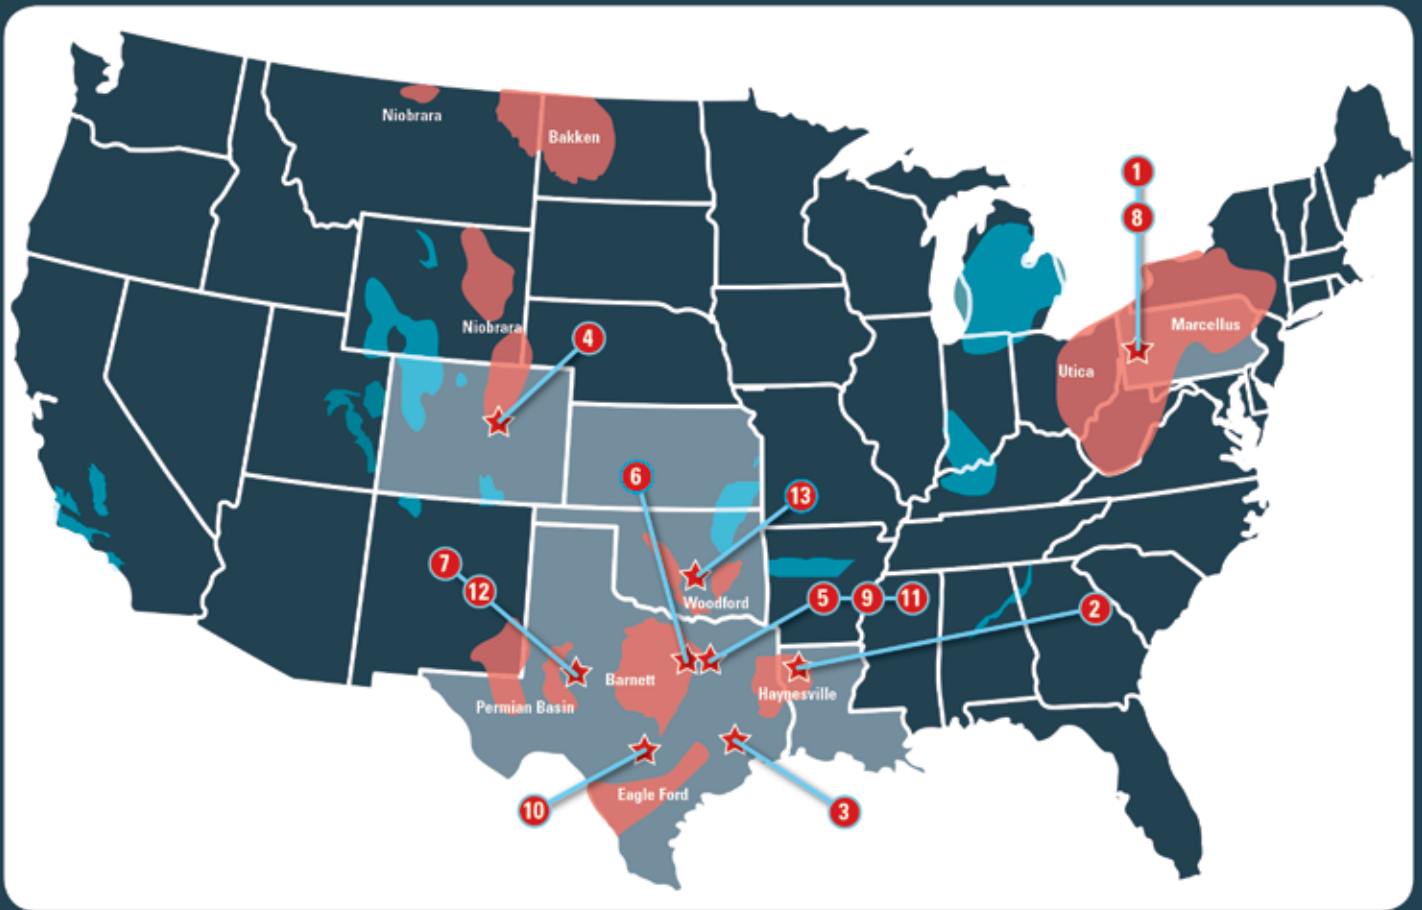 Niobrara
Bakken
1
8
Niobrara
4
Marcellus
Utica
6
13
7
12
Woodford
5
9
11
2
Barnett
Haynesville
Permian Basin
Eagle Ford
10
3